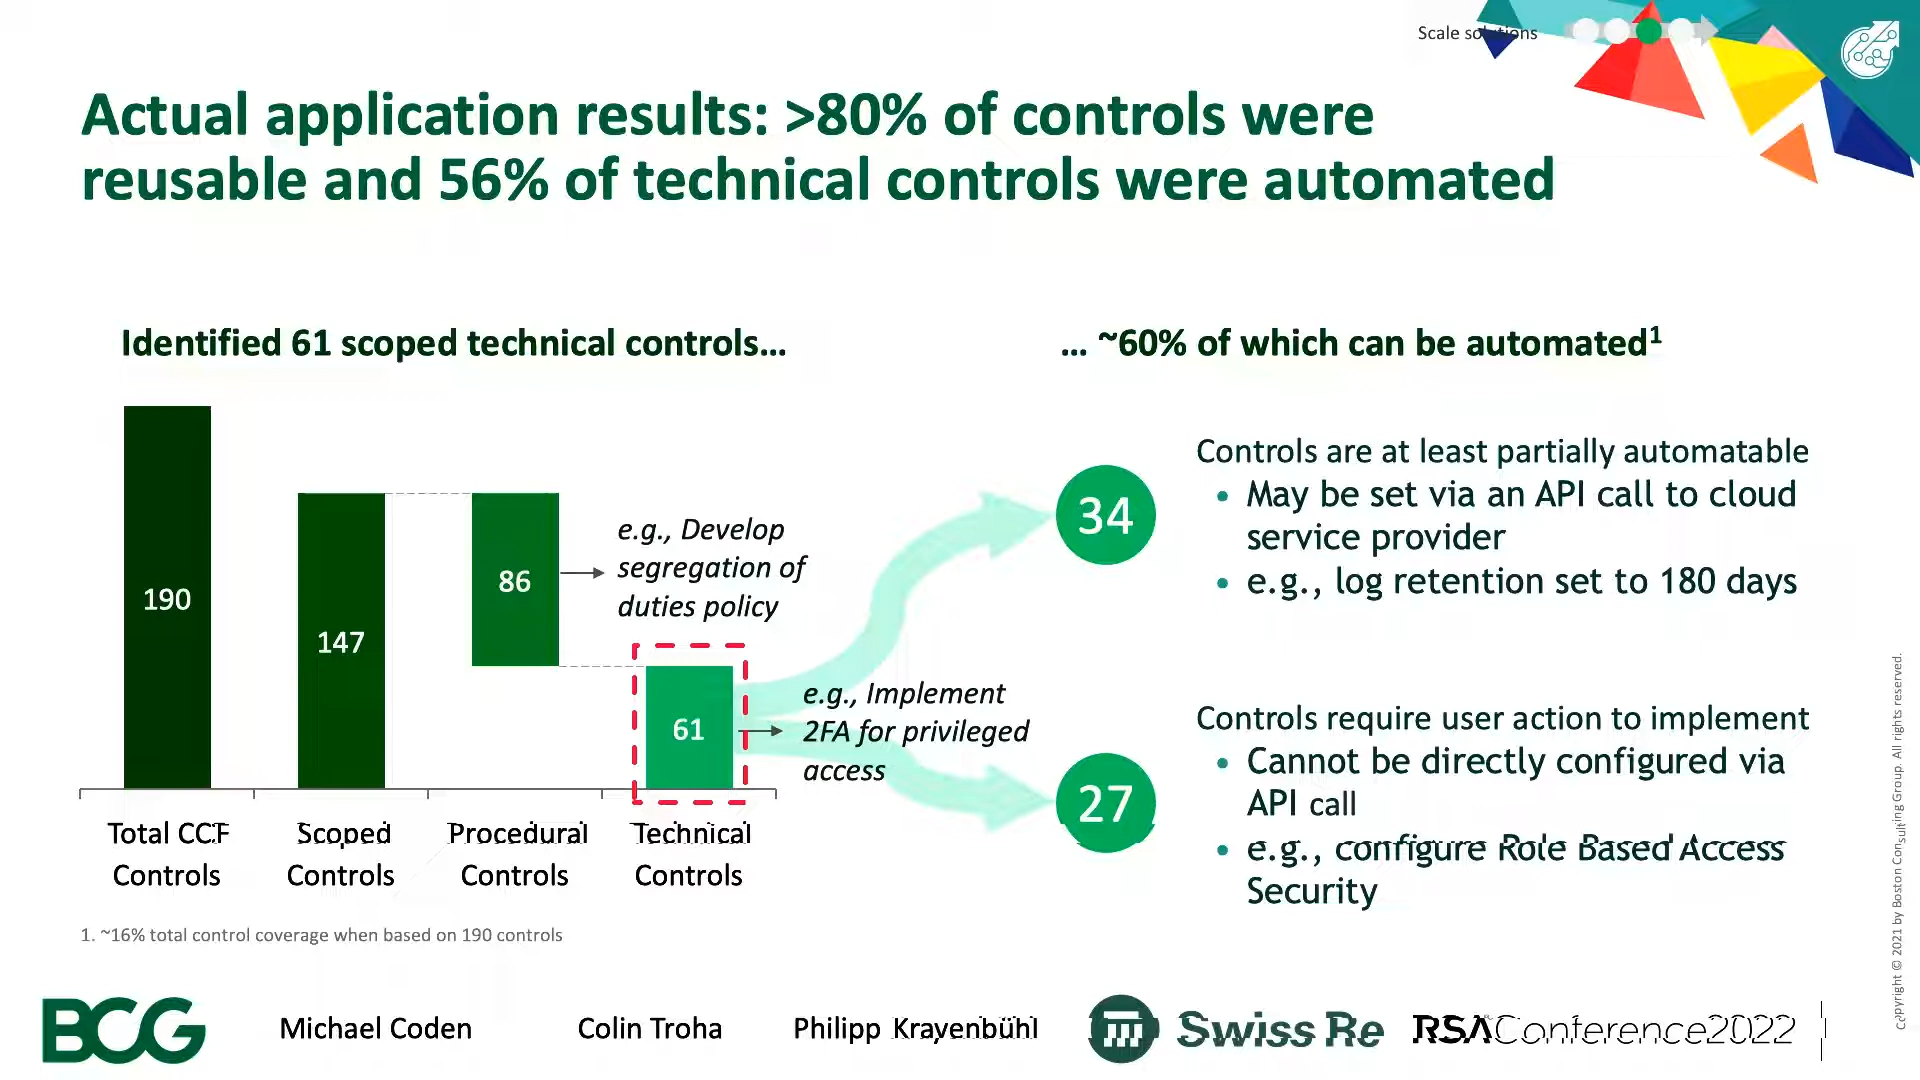 Scale solutions
Actual application results: >80% of controls were
reusable and 56% of technical controls were automated
Identified 61 scoped technical controls…
… ~60% of which can be automated¹
190
147
86
61
e.g., Develop
segregation of
duties policy
e.g., Implement
2FA for privileged
access
Total CCF
Controls
Scoped
Controls
Procedural
Controls
Technical
Controls
34
Controls are at least partially automatable
• May be set via an API call to cloud
service provider
• e.g., log retention set to 180 days
27
Controls require user action to implement
• Cannot be directly configured via
API call
• e.g., configure Role Based Access
Security
1. ~16% total control coverage when based on 190 controls
Copyright © 2021 by Boston Consulting Group. All rights reserved.
BCG
Michael Coden
Colin Troha
Philipp Krayenbühl
Swiss Re
RSAConference2022